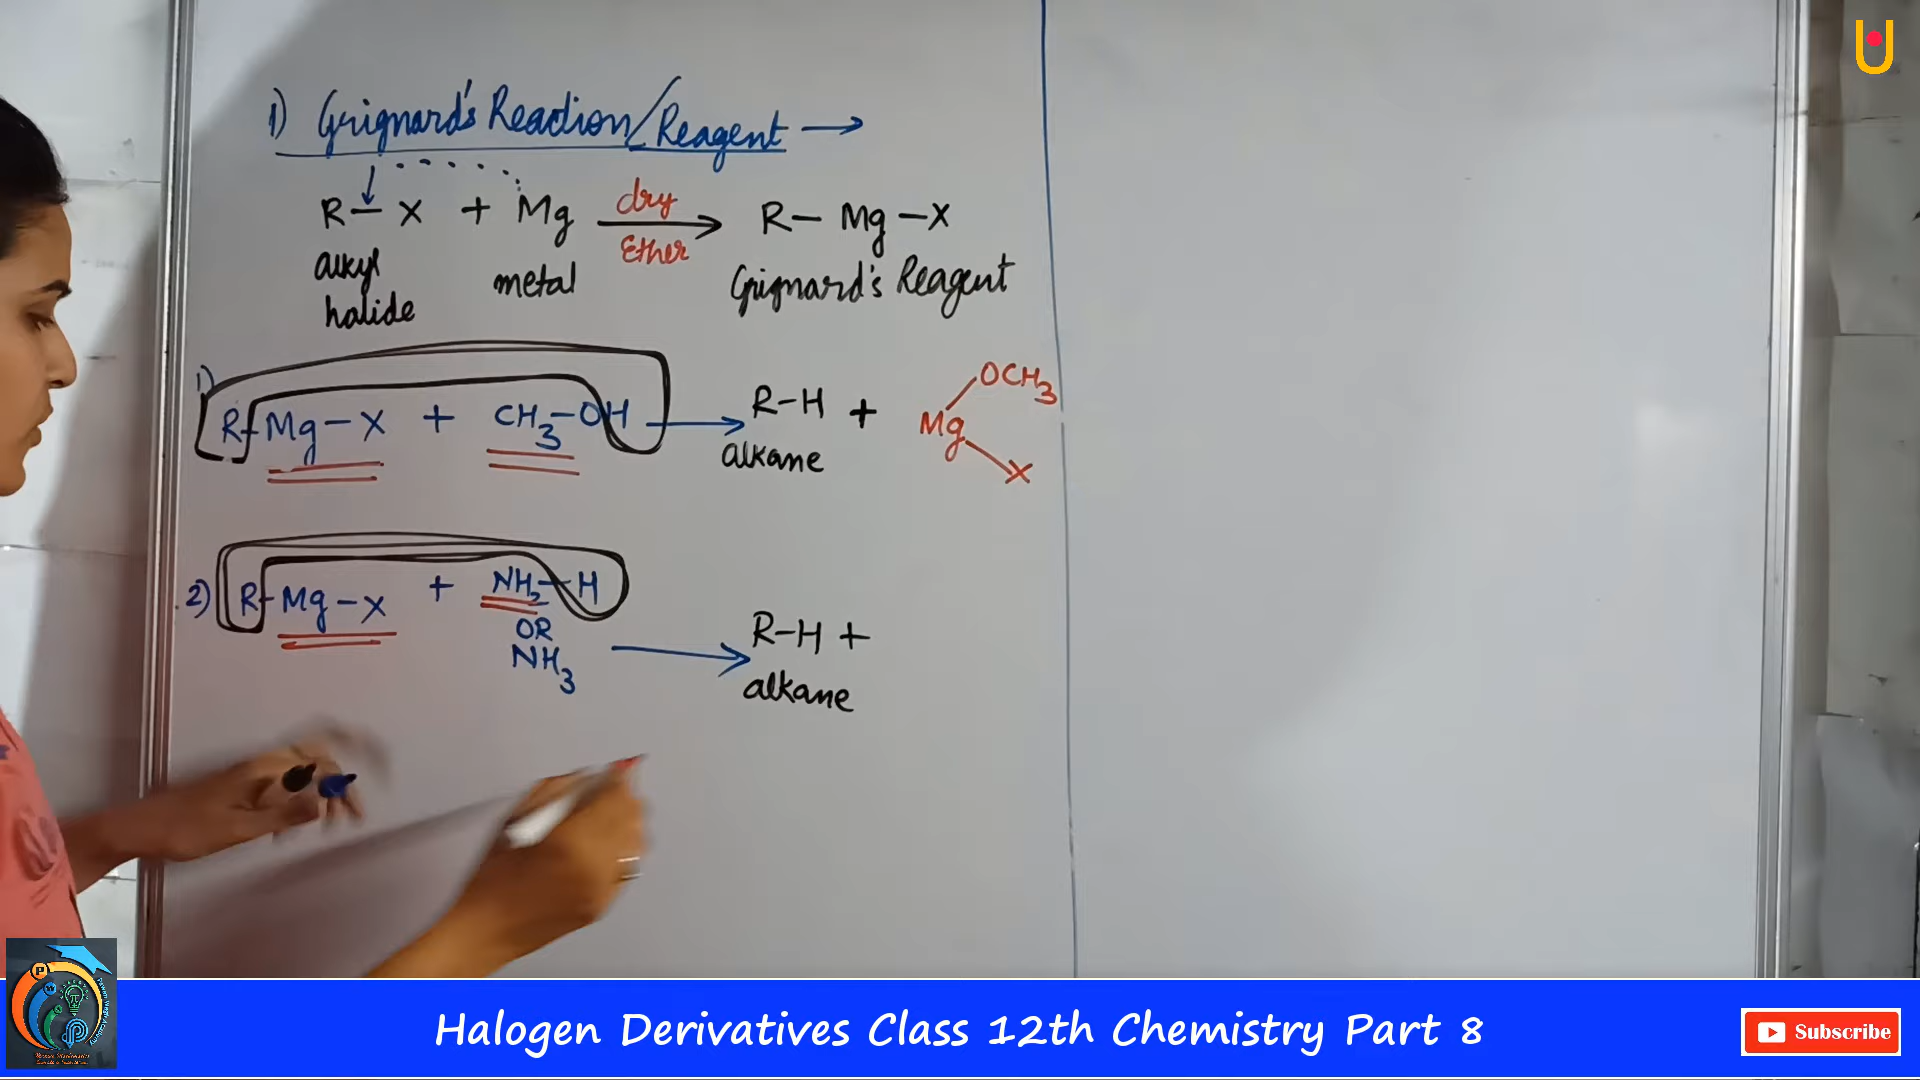 1) Grignard's Reaction/Reagent →
R — X + Mg dry Ether → R — Mg — X
alkyl halide metal Grignard's Reagent
1) R-Mg-X + CH3-OH → R-H + Mg OCH3 X
alkane
2) R-Mg-X + NH2-H
OR
NH3 → R-H +
alkane
Halogen Derivatives Class 12th Chemistry Part 8
Subscribe